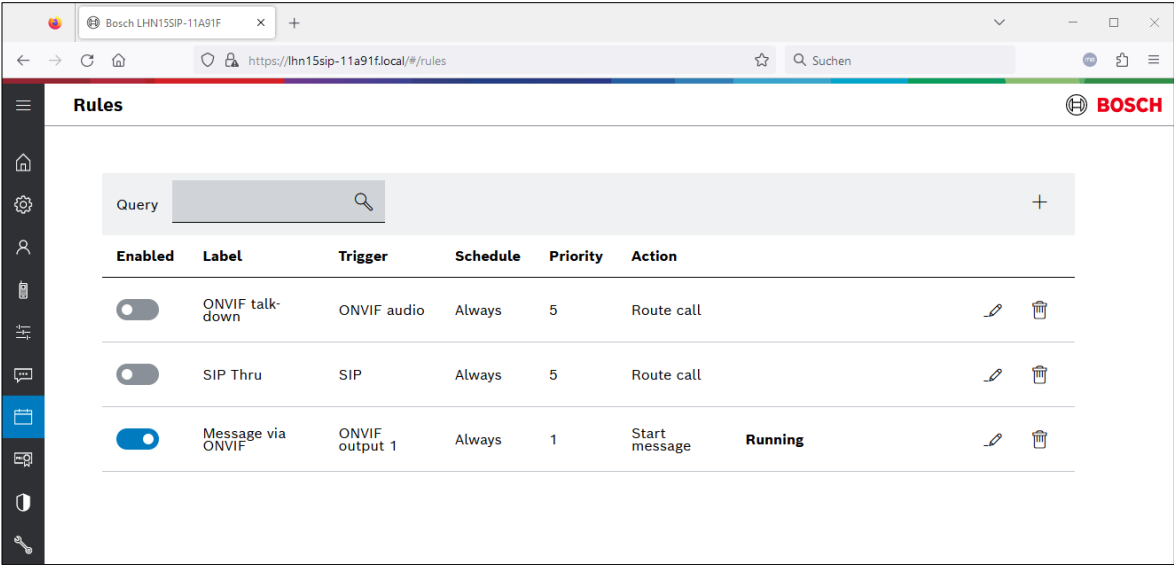 Bosch LHN15SIP-11A91F
https://lhn15sip-11a91f.local/#/rules
Suchen
Rules
BOSCH
Query
Enabled Label Trigger Schedule Priority Action
ONVIF talk-
down
ONVIF audio Always 5 Route call
SIP Thru SIP Always 5 Route call
Message via
ONVIF
ONVIF
output 1
Always 1
Start
message
Running